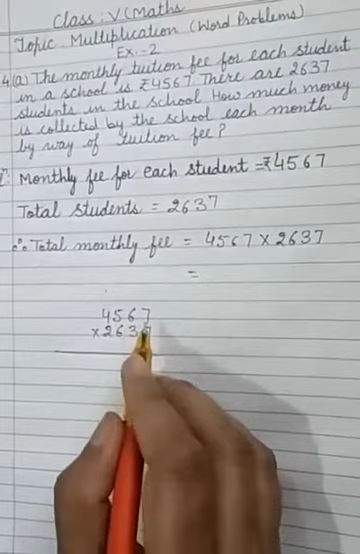 Class: V (Maths
Topic: Multiplication (Word Problems)
Ex.-2
4.(a) The monthly tuition fee for each student
in a school is ₹4567 There are 2637
students in the school How much money
is collected by the school each month
by way of tuition fee?
Monthly fee for each student = ₹4567
Total students = 2637
∴ Total monthly fee = 4567 × 2637
=
4567
× 2637